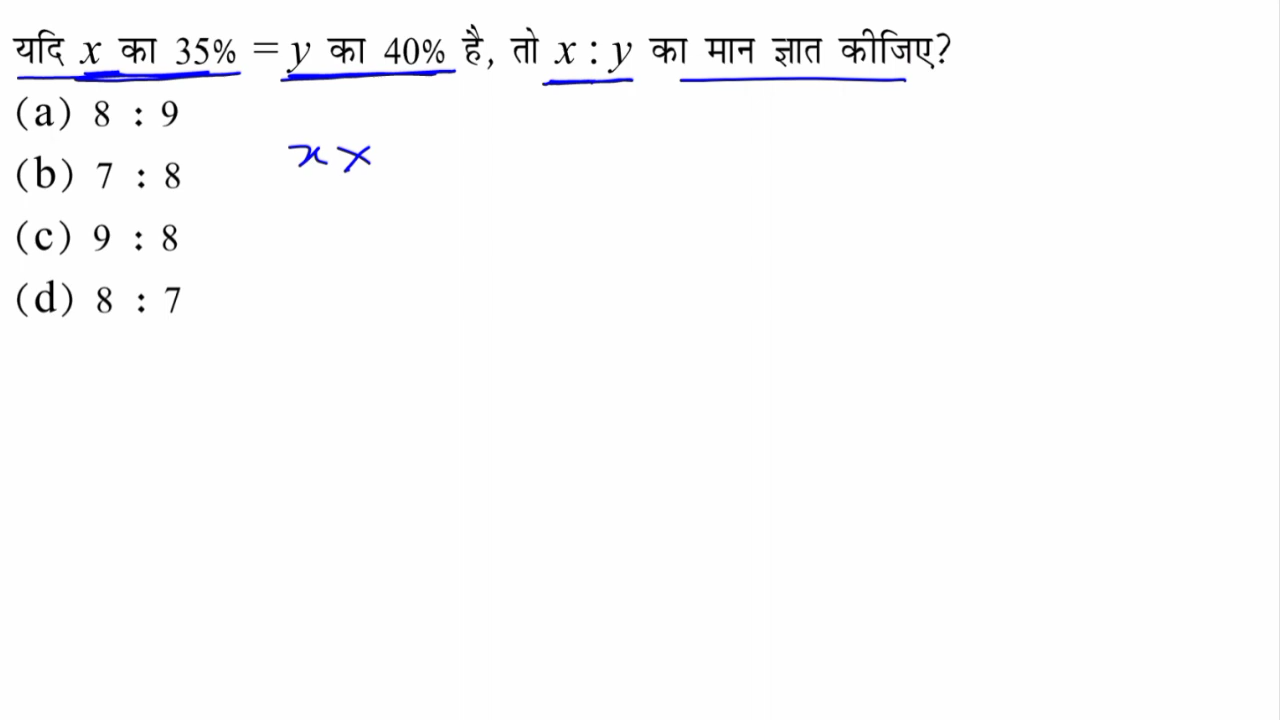 यदि x का 35% = y का 40% है, तो x : y का मान ज्ञात कीजिए?
(a) 8 : 9
x ×
(b) 7 : 8
(c) 9 : 8
(d) 8 : 7